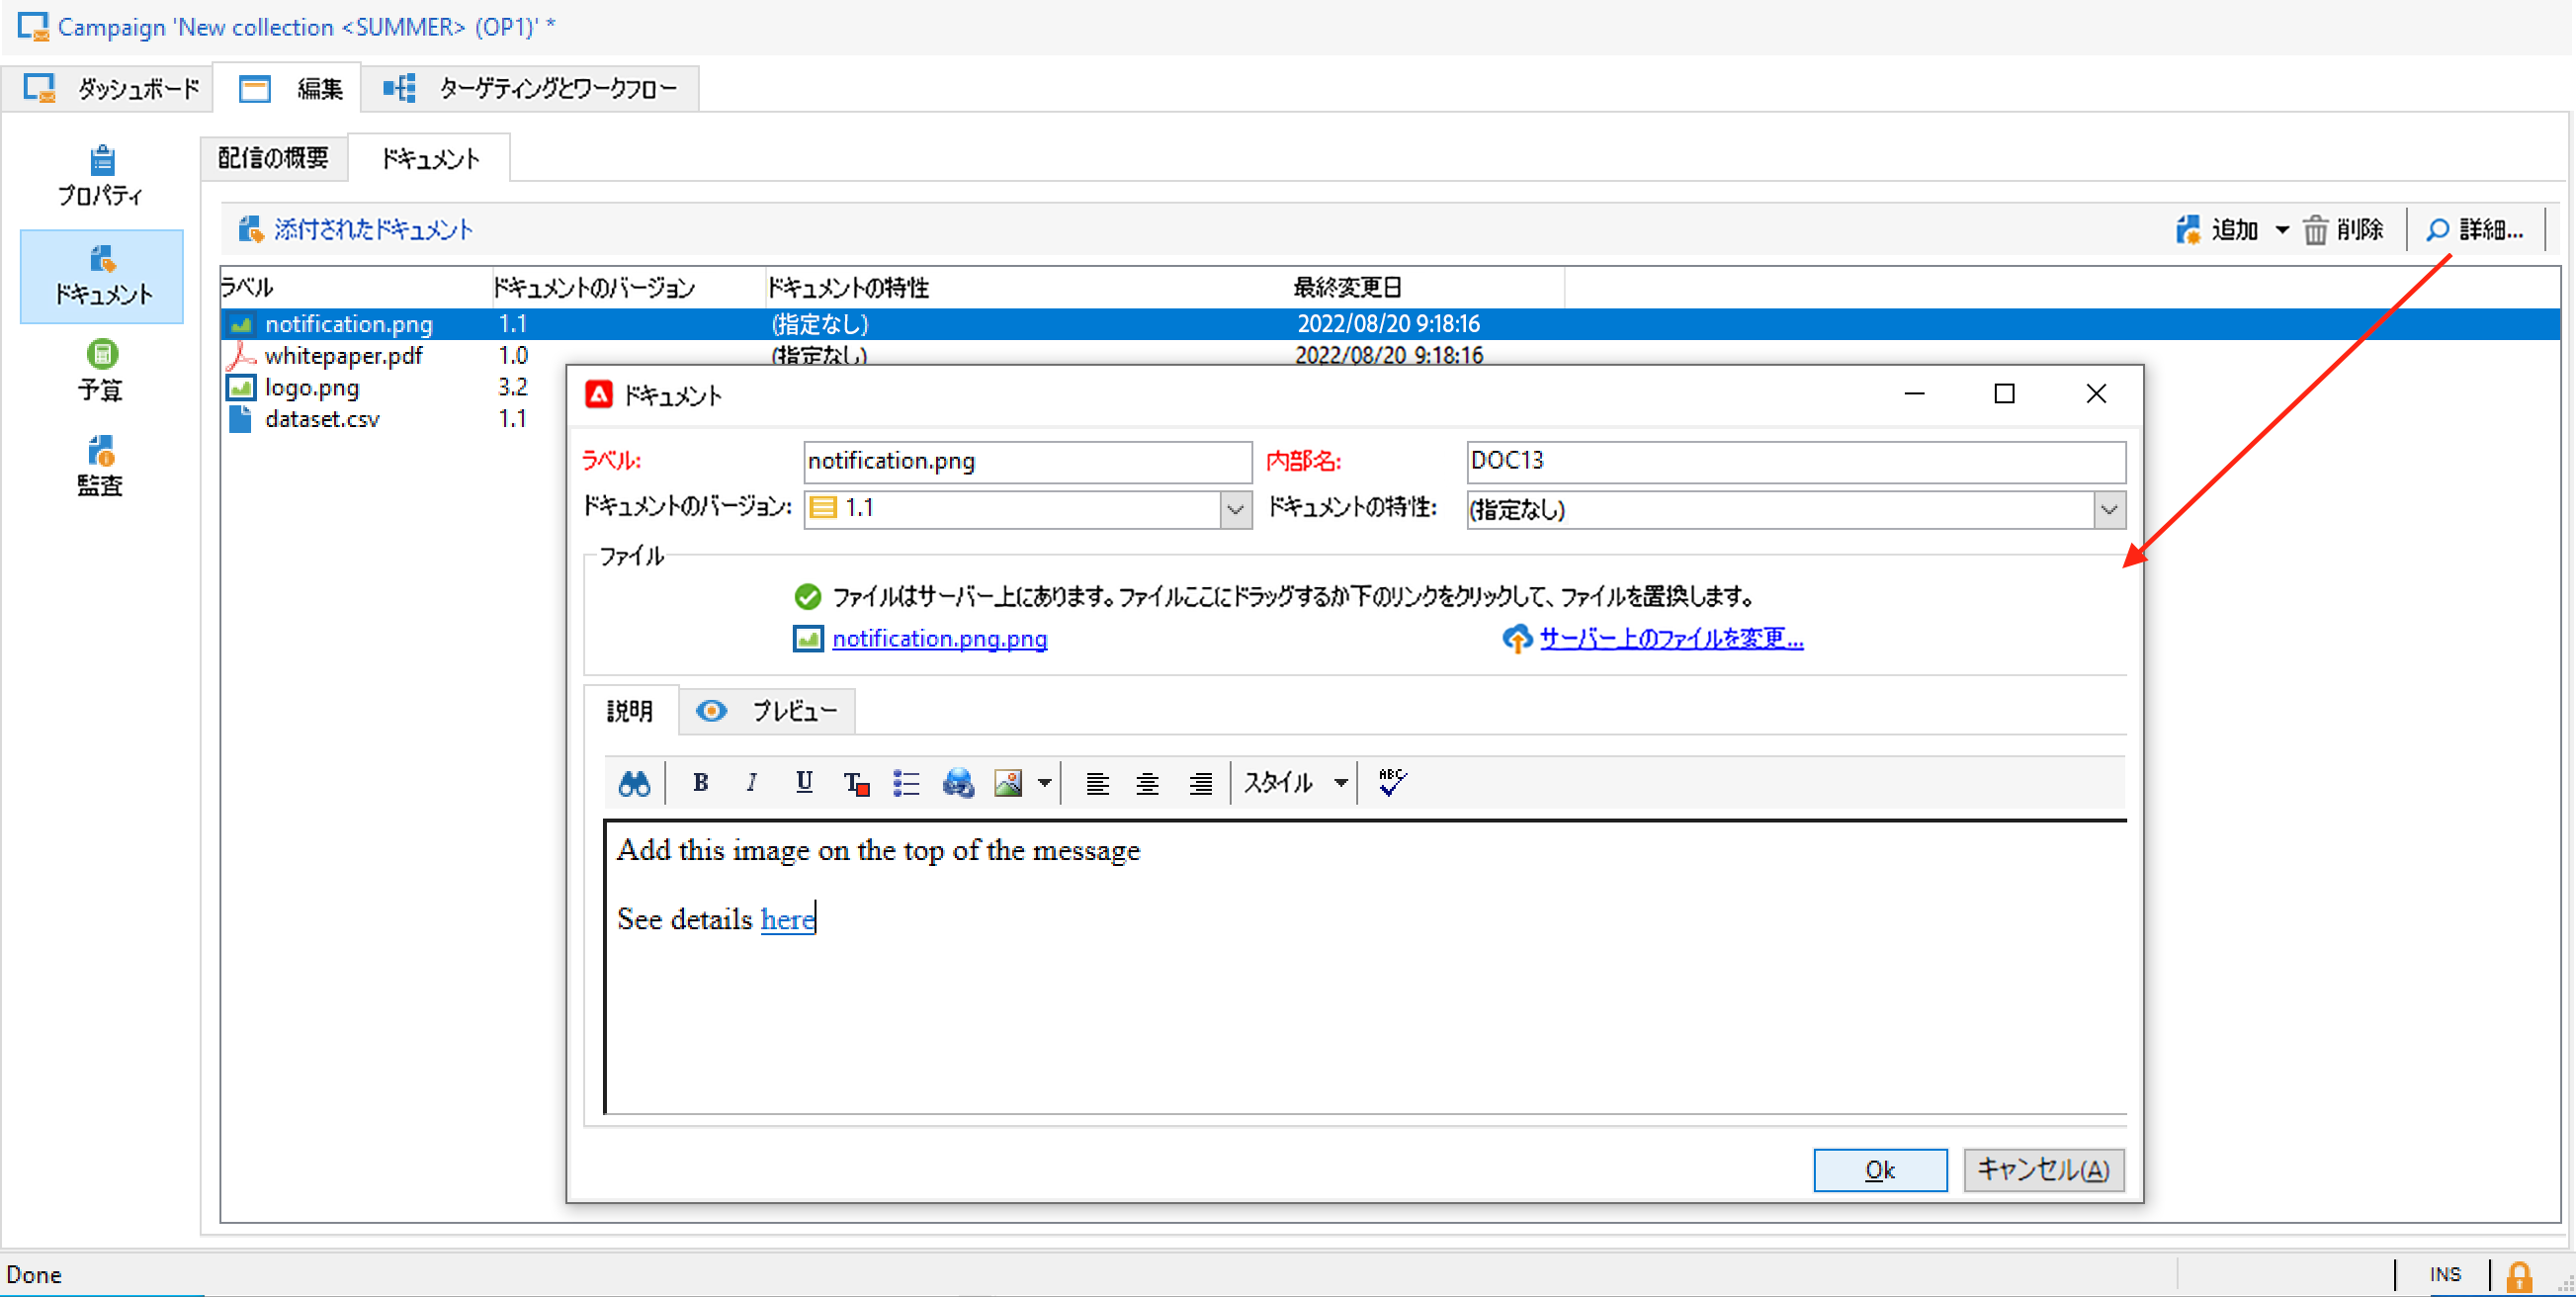 Campaign 'New collection <SUMMER> (OP1)' *
ダッシュボード 編集 ターゲティングとワークフロー
プロパティ
ドキュメント
予算
監査
配信の概要 ドキュメント
添付されたドキュメント 追加 削除 詳細...
ラベル ドキュメントのバージョン ドキュメントの特性 最終変更日
notification.png 1.1 (指定なし) 2022/08/20 9:18:16
whitepaper.pdf 1.0 (指定なし) 2022/08/20 9:18:16
logo.png 3.2
dataset.csv 1.1
ドキュメント
ラベル: notification.png 内部名: DOC13
ドキュメントのバージョン: 1.1 ドキュメントの特性: (指定なし)
ファイル
ファイルはサーバー上にあります。ファイルここにドラッグするか下のリンクをクリックして、ファイルを置換します。
notification.png.png サーバー上のファイルを変更...
説明 プレビュー
B I U T スタイル ABC
Add this image on the top of the message
See details here
Ok キャンセル(A)
Done INS